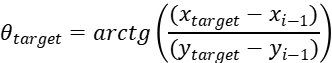 θ_target = arctg((x_target − x_{i−1})/(y_target − y_{i−1}))